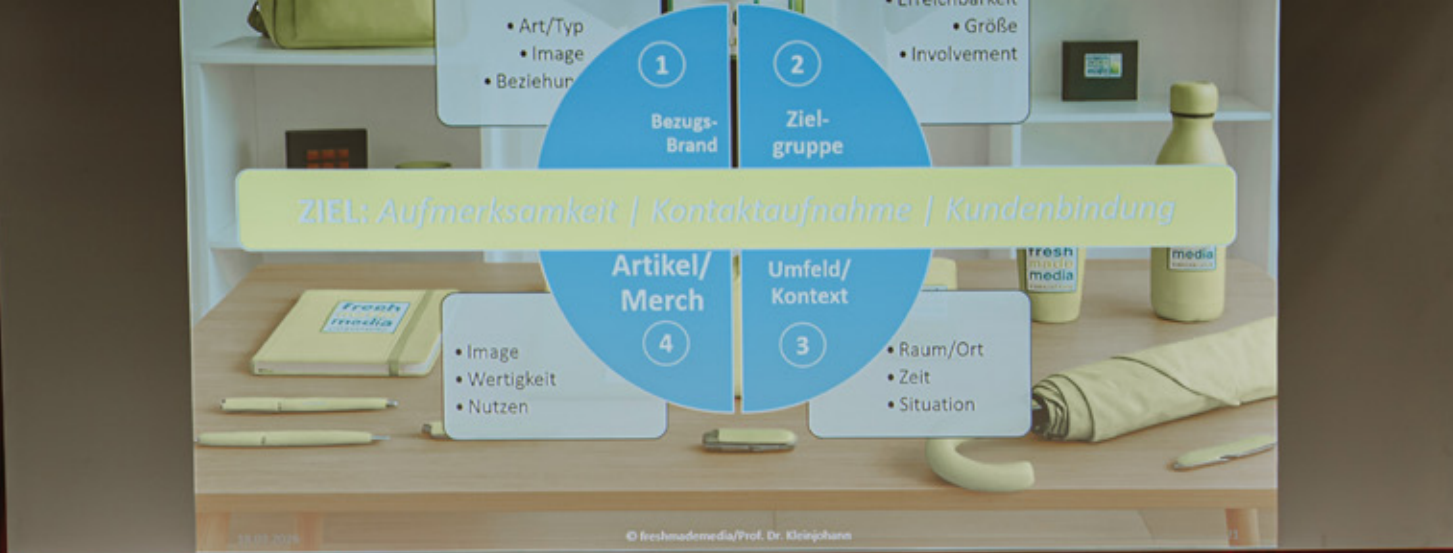 • Art/Typ
• Image
1
Bezugs-
Brand
2
Ziel-
gruppe
• Größe
• Involvement
ZIEL: Aufmerksamkeit | Kontaktaufnahme | Kundenbindung
Artikel/
Merch
4
• Image
• Wertigkeit
• Nutzen
Umfeld/
Kontext
3
• Raum/Ort
• Zeit
• Situation
fresh
media
fresh
made
media
media
© freshmademedia/Prof. Dr. Kleinjohann